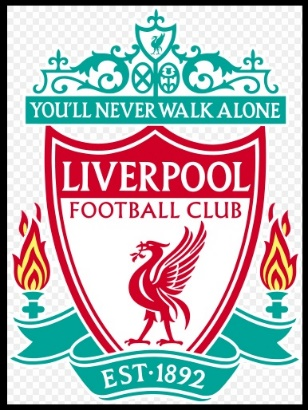 YOU'LL NEVER WALK ALONE
LIVERPOOL
FOOTBALL CLUB
EST·1892